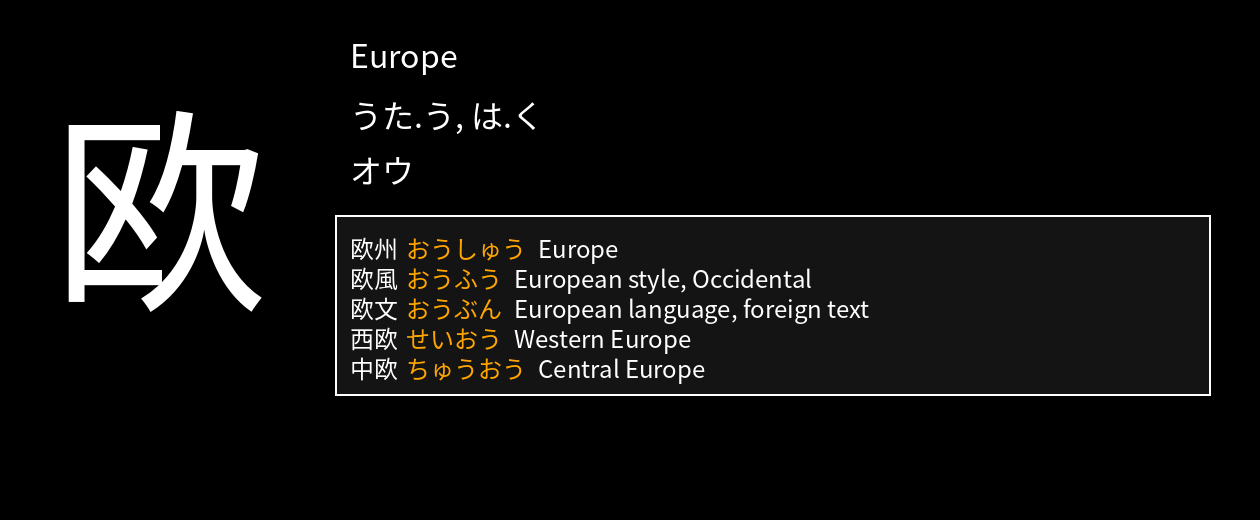 欧
Europe
うた.う, は.く
オウ
欧州 おうしゅう Europe
欧風 おうふう European style, Occidental
欧文 おうぶん European language, foreign text
西欧 せいおう Western Europe
中欧 ちゅうおう Central Europe